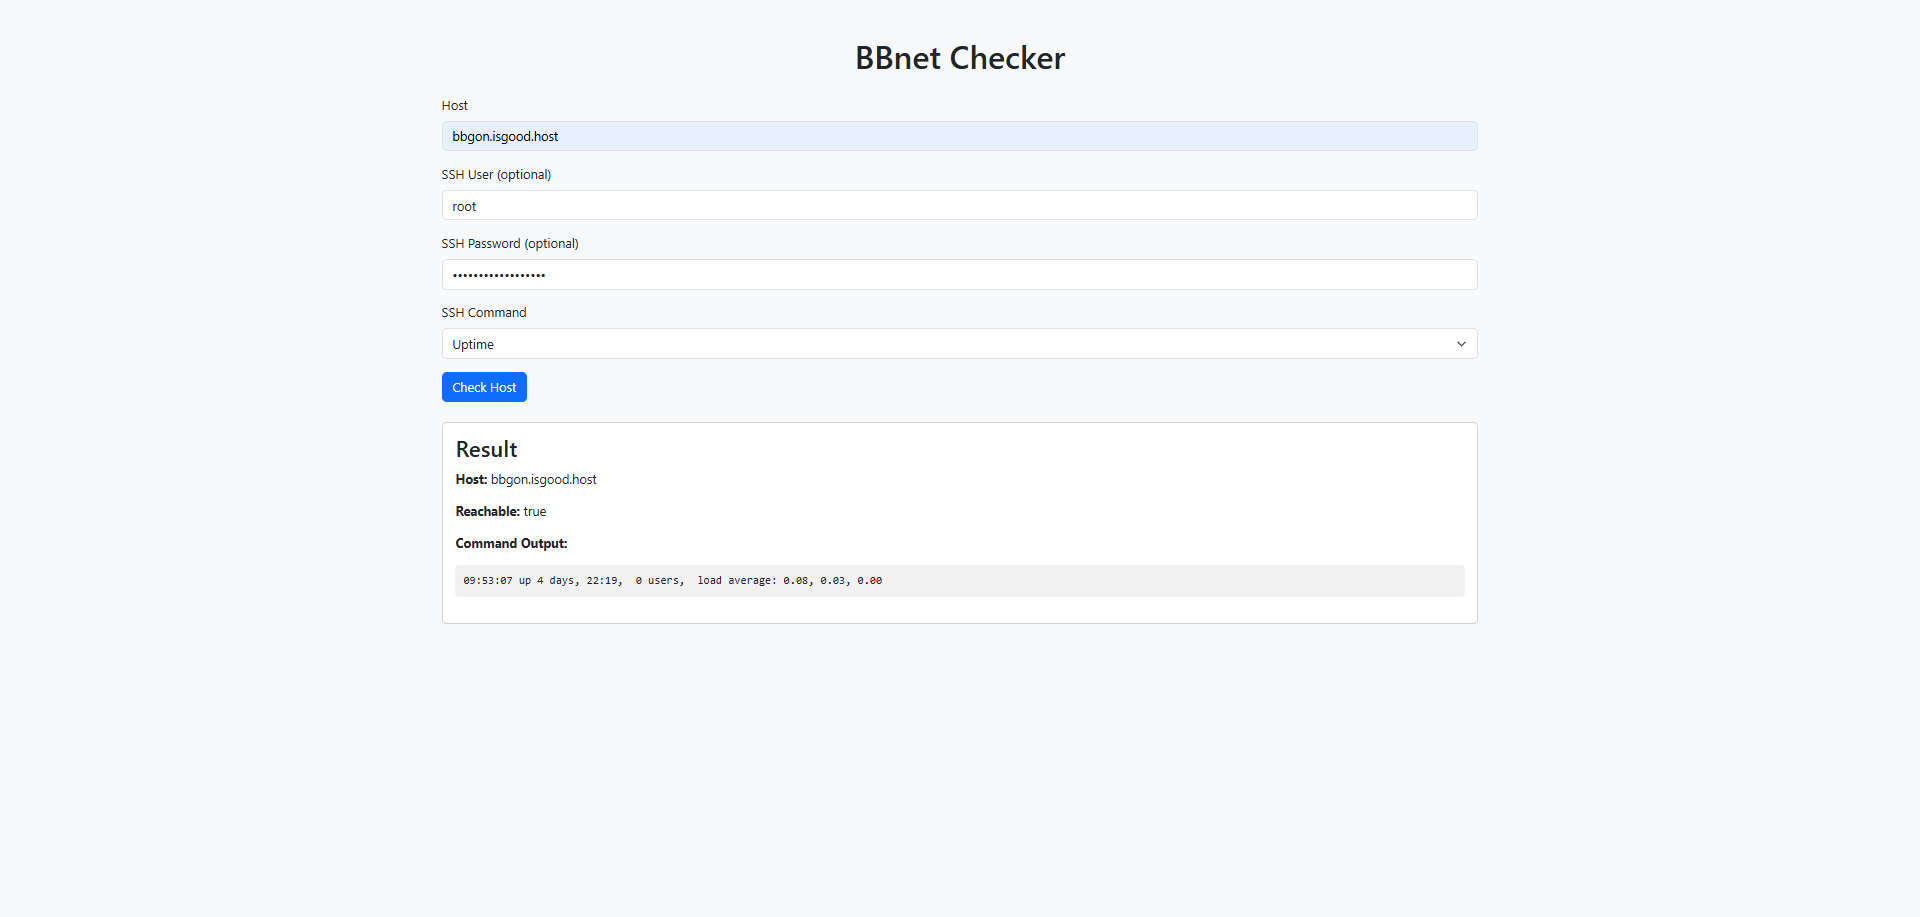 BBnet Checker
Host
bbgon.isgood.host
SSH User (optional)
root
SSH Password (optional)
••••••••••••••••••
SSH Command
Uptime
Check Host
Result
Host: bbgon.isgood.host
Reachable: true
Command Output:
09:53:07 up 4 days, 22:19,  0 users,  load average: 0.08, 0.03, 0.00